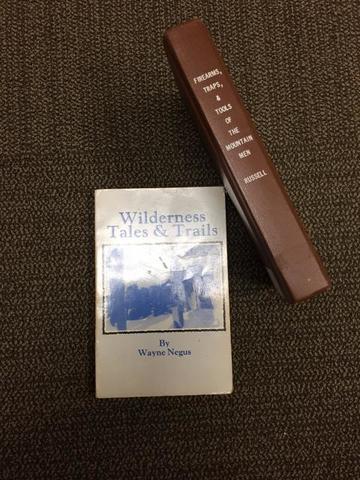 FIREARMS,
TRAPS,
&
TOOLS
OF
THE
MOUNTAIN
MEN
RUSSELL
Wilderness
Tales & Trails
By
Wayne Negus